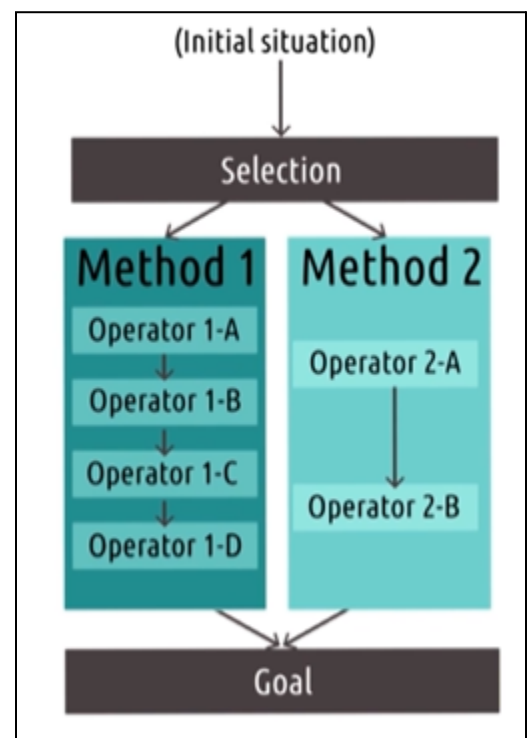 (Initial situation)
Selection
Method 1
Operator 1-A
Operator 1-B
Operator 1-C
Operator 1-D
Method 2
Operator 2-A
Operator 2-B
Goal